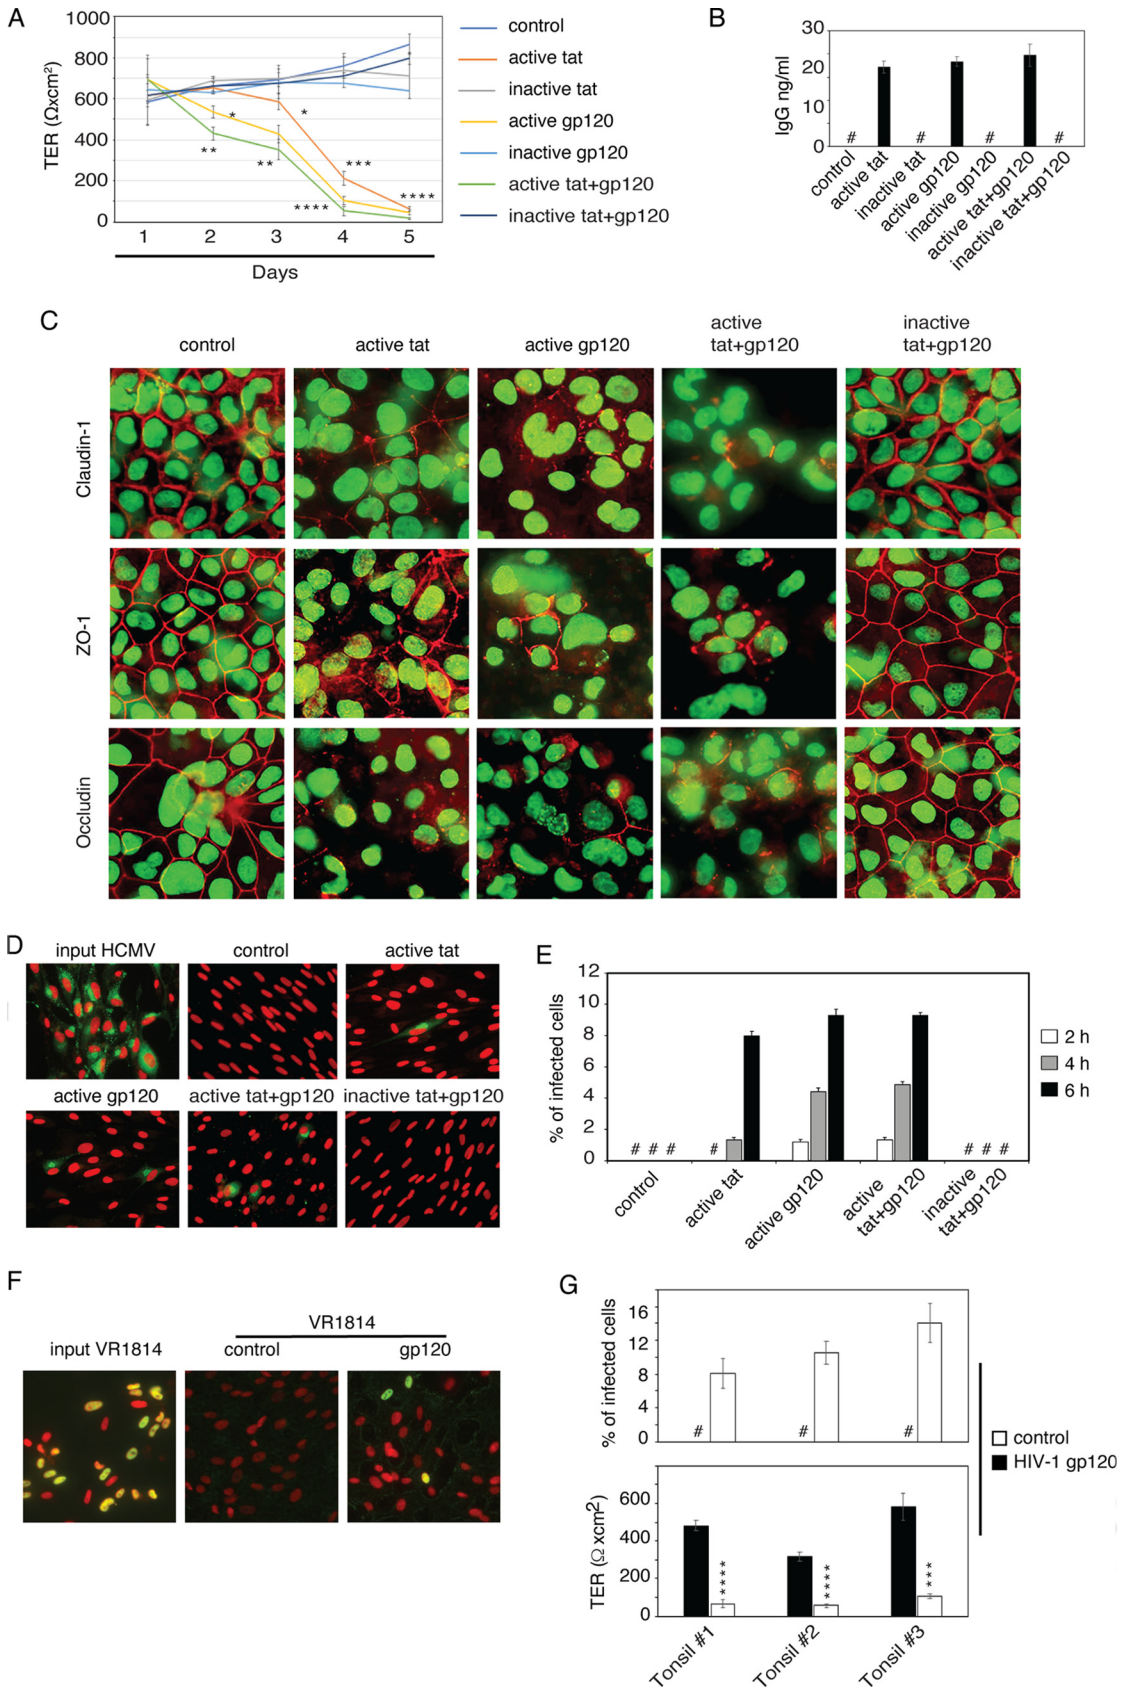 A
1000
800
600
400
200
0
TER (Ωxcm²)
*
*
**
**
***
****
****
1 2 3 4 5
Days
control
active tat
inactive tat
active gp120
inactive gp120
active tat+gp120
inactive tat+gp120
B
30
20
10
0
IgG ng/ml
# # # #
control
active tat
inactive tat
active gp120
inactive gp120
active tat+gp120
inactive tat+gp120
C
control
active tat
active gp120
active
tat+gp120
inactive
tat+gp120
Claudin-1
ZO-1
Occludin
D
input HCMV
control
active tat
active gp120
active tat+gp120
inactive tat+gp120
E
12
10
8
6
4
2
0
% of infected cells
# # # # # # #
control
active tat
active gp120
active
tat+gp120
inactive
tat+gp120
2 h
4 h
6 h
F
VR1814
input VR1814
control
gp120
G
16
12
8
4
0
% of infected cells
# # #
control
HIV-1 gp120
600
400
200
0
TER (Ω xcm²)
****
****
***
Tonsil #1
Tonsil #2
Tonsil #3